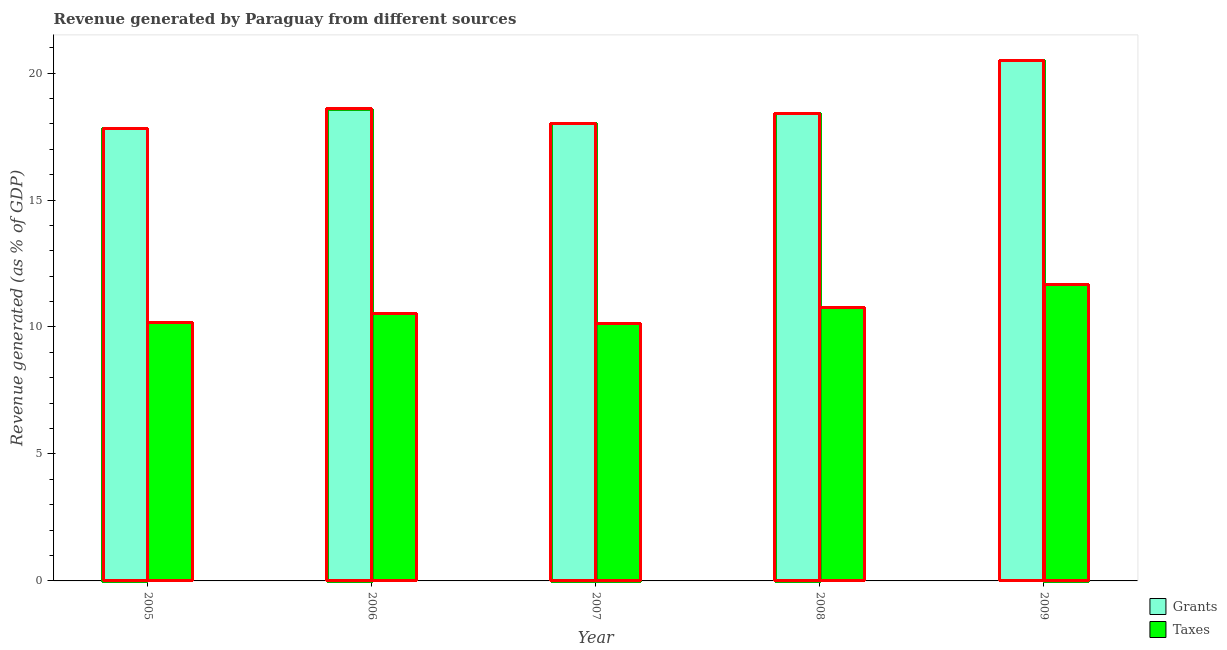 Revenue generated by Paraguay from different sources
Revenue generated (as % of GDP)
20
15
10
5
0
2005
2006
2007
2008
2009
Year
Grants
Taxes